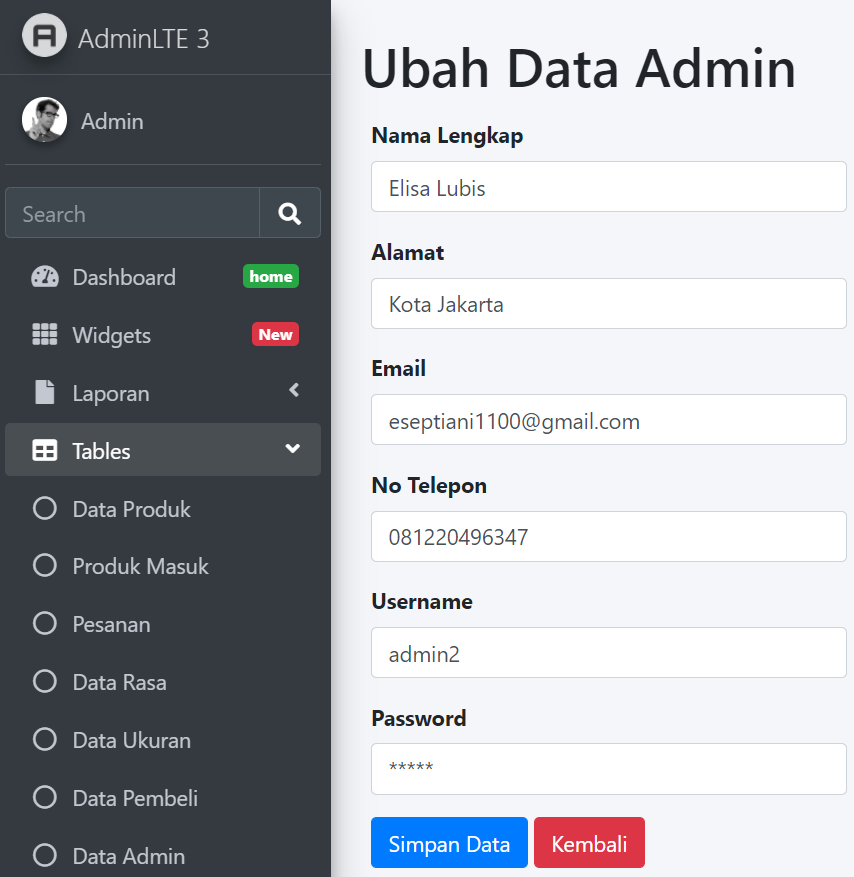 AdminLTE 3
Admin
Search
Dashboard home
Widgets New
Laporan
Tables
Data Produk
Produk Masuk
Pesanan
Data Rasa
Data Ukuran
Data Pembeli
Data Admin
Ubah Data Admin
Nama Lengkap
Elisa Lubis
Alamat
Kota Jakarta
Email
eseptiani1100@gmail.com
No Telepon
081220496347
Username
admin2
Password
*****
Simpan Data Kembali